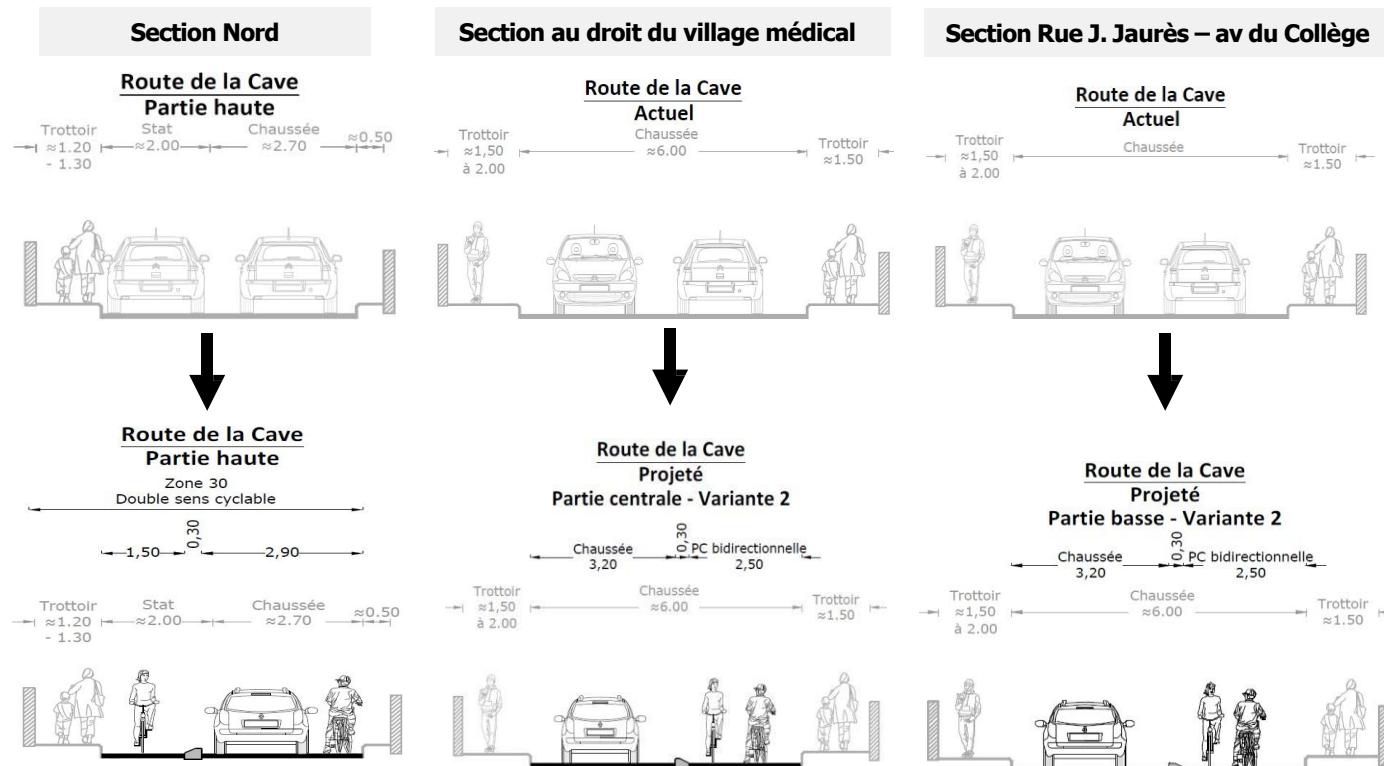 Section Nord
Route de la Cave
Partie haute
Trottoir Stat Chaussée ≈0.50
≈1.20 ≈2.00 ≈2.70
- 1.30
Route de la Cave
Partie haute
Zone 30
Double sens cyclable
0,30
1,50 2,90
Trottoir Stat Chaussée ≈0.50
≈1.20 ≈2.00 ≈2.70
- 1.30
Section au droit du village médical
Route de la Cave
Actuel
Trottoir Chaussée Trottoir
≈1,50 ≈6.00 ≈1.50
à 2.00
Route de la Cave
Projeté
Partie centrale - Variante 2
Chaussée 0,30 PC bidirectionnelle
3,20 2,50
Trottoir Chaussée Trottoir
≈1,50 ≈6.00 ≈1.50
à 2.00
Section Rue J. Jaurès – av du Collège
Route de la Cave
Actuel
Trottoir Chaussée Trottoir
≈1,50 ≈1.50
à 2.00
Route de la Cave
Projeté
Partie basse - Variante 2
Chaussée 0,30 PC bidirectionnelle
3,20 2,50
Trottoir Chaussée Trottoir
≈1,50 ≈6.00 ≈1.50
à 2.00